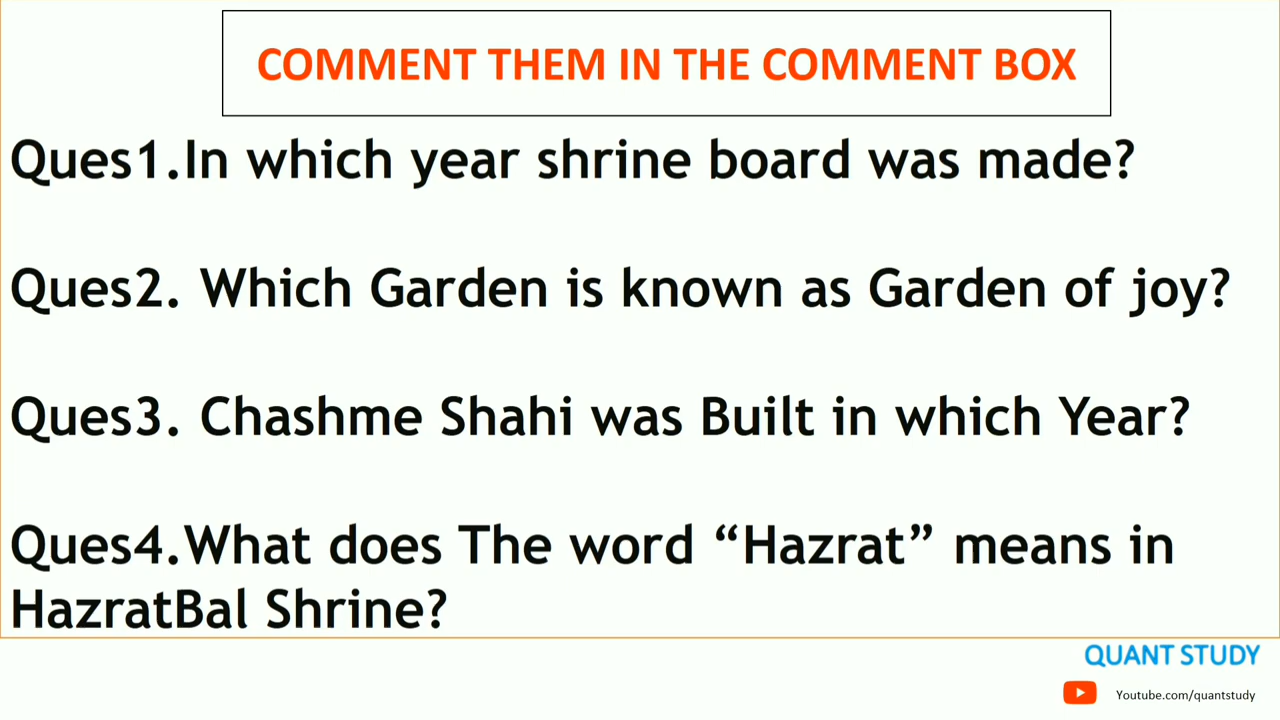 COMMENT THEM IN THE COMMENT BOX
Ques1.In which year shrine board was made?
Ques2. Which Garden is known as Garden of joy?
Ques3. Chashme Shahi was Built in which Year?
Ques4.What does The word “Hazrat” means in
HazratBal Shrine?
QUANT STUDY
Youtube.com/quantstudy